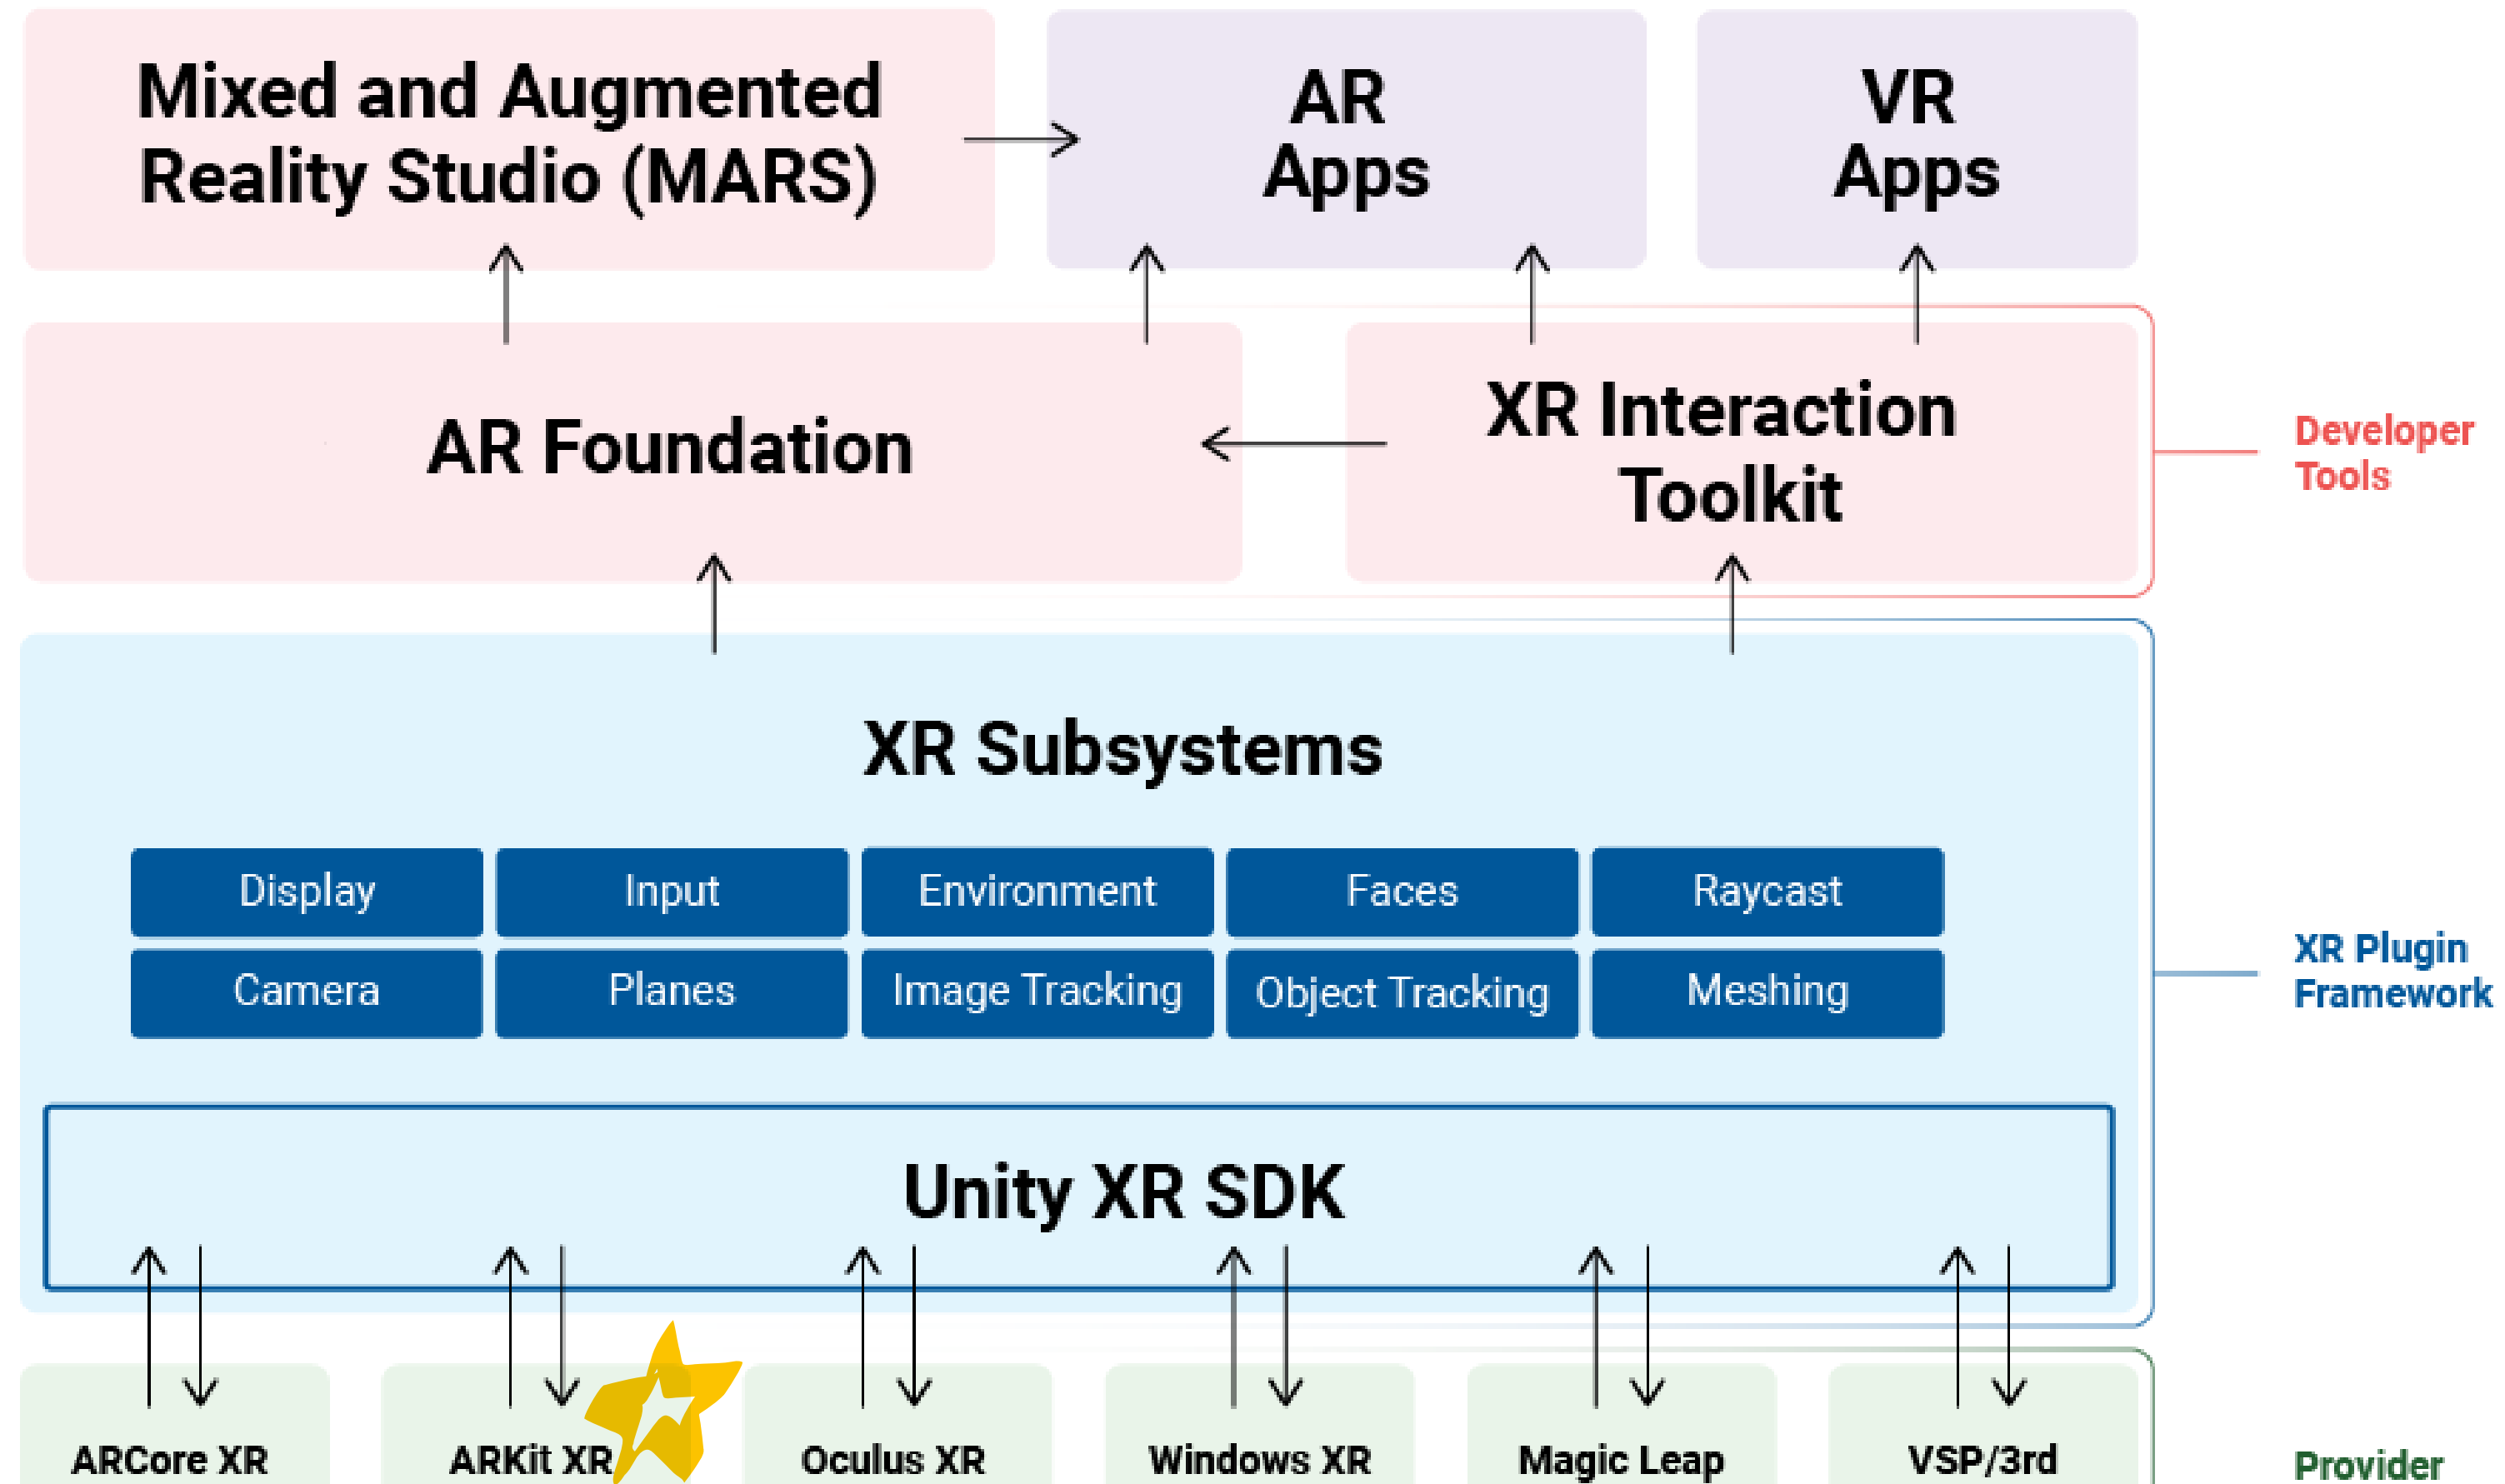 Mixed and Augmented
Reality Studio (MARS)
AR
Apps
VR
Apps
AR Foundation
XR Interaction
Toolkit
Developer
Tools
XR Subsystems
Display
Input
Environment
Faces
Raycast
Camera
Planes
Image Tracking
Object Tracking
Meshing
XR Plugin
Framework
Unity XR SDK
ARCore XR
ARKit XR
Oculus XR
Windows XR
Magic Leap
VSP/3rd
Provider